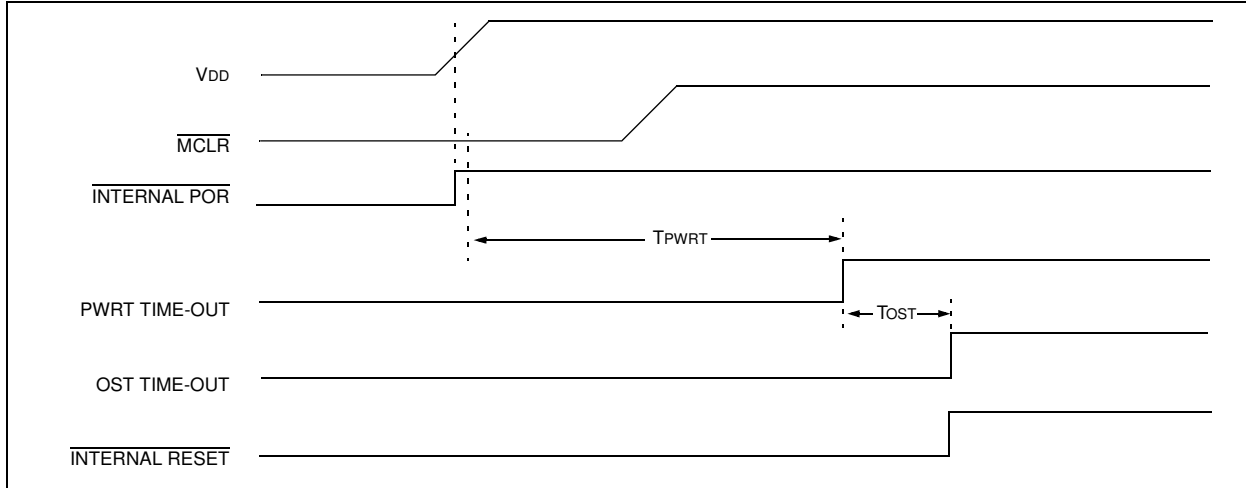 VDD
MCLR
INTERNAL POR
TPWRT
PWRT TIME-OUT
TOST
OST TIME-OUT
INTERNAL RESET